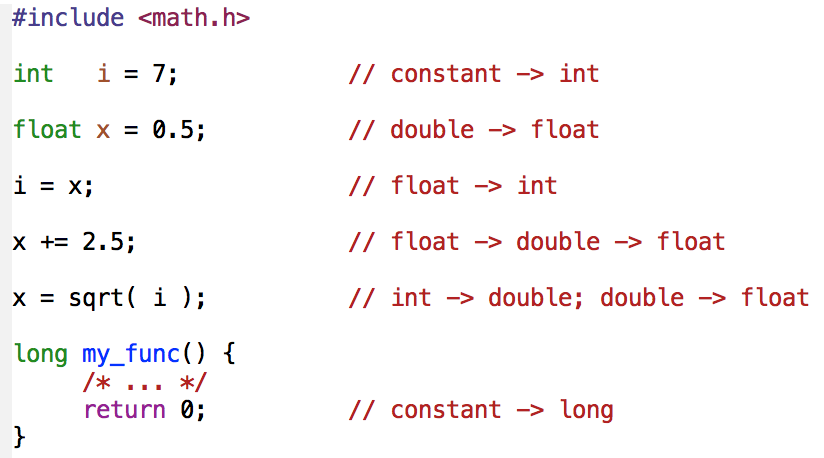 #include <math.h>
int   i = 7;            // constant -> int
float x = 0.5;          // double -> float
i = x;                  // float -> int
x += 2.5;               // float -> double -> float
x = sqrt( i );          // int -> double; double -> float
long my_func() {
     /* ... */
     return 0;          // constant -> long
}